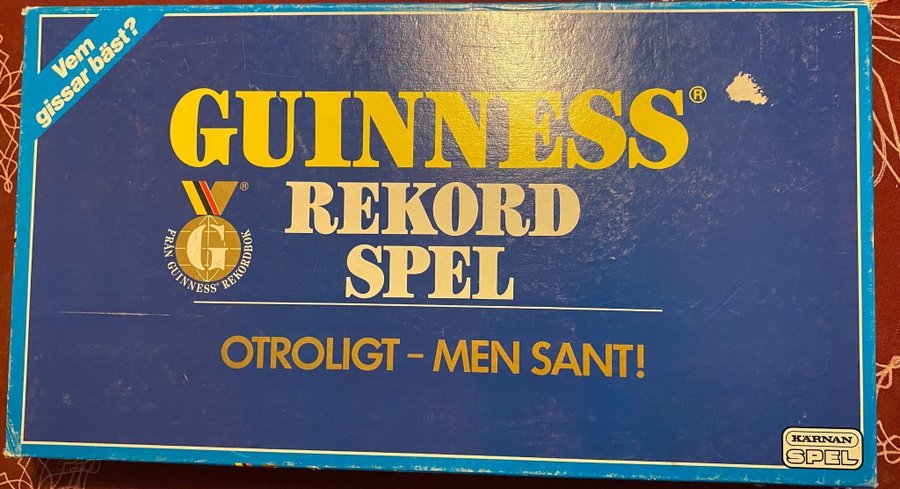 Vem
gissar bäst?
GUINNESS®
REKORD
SPEL
®
G
FRÅN GUINNESS® REKORDBOK
OTROLIGT – MEN SANT!
KÄRNAN
SPEL